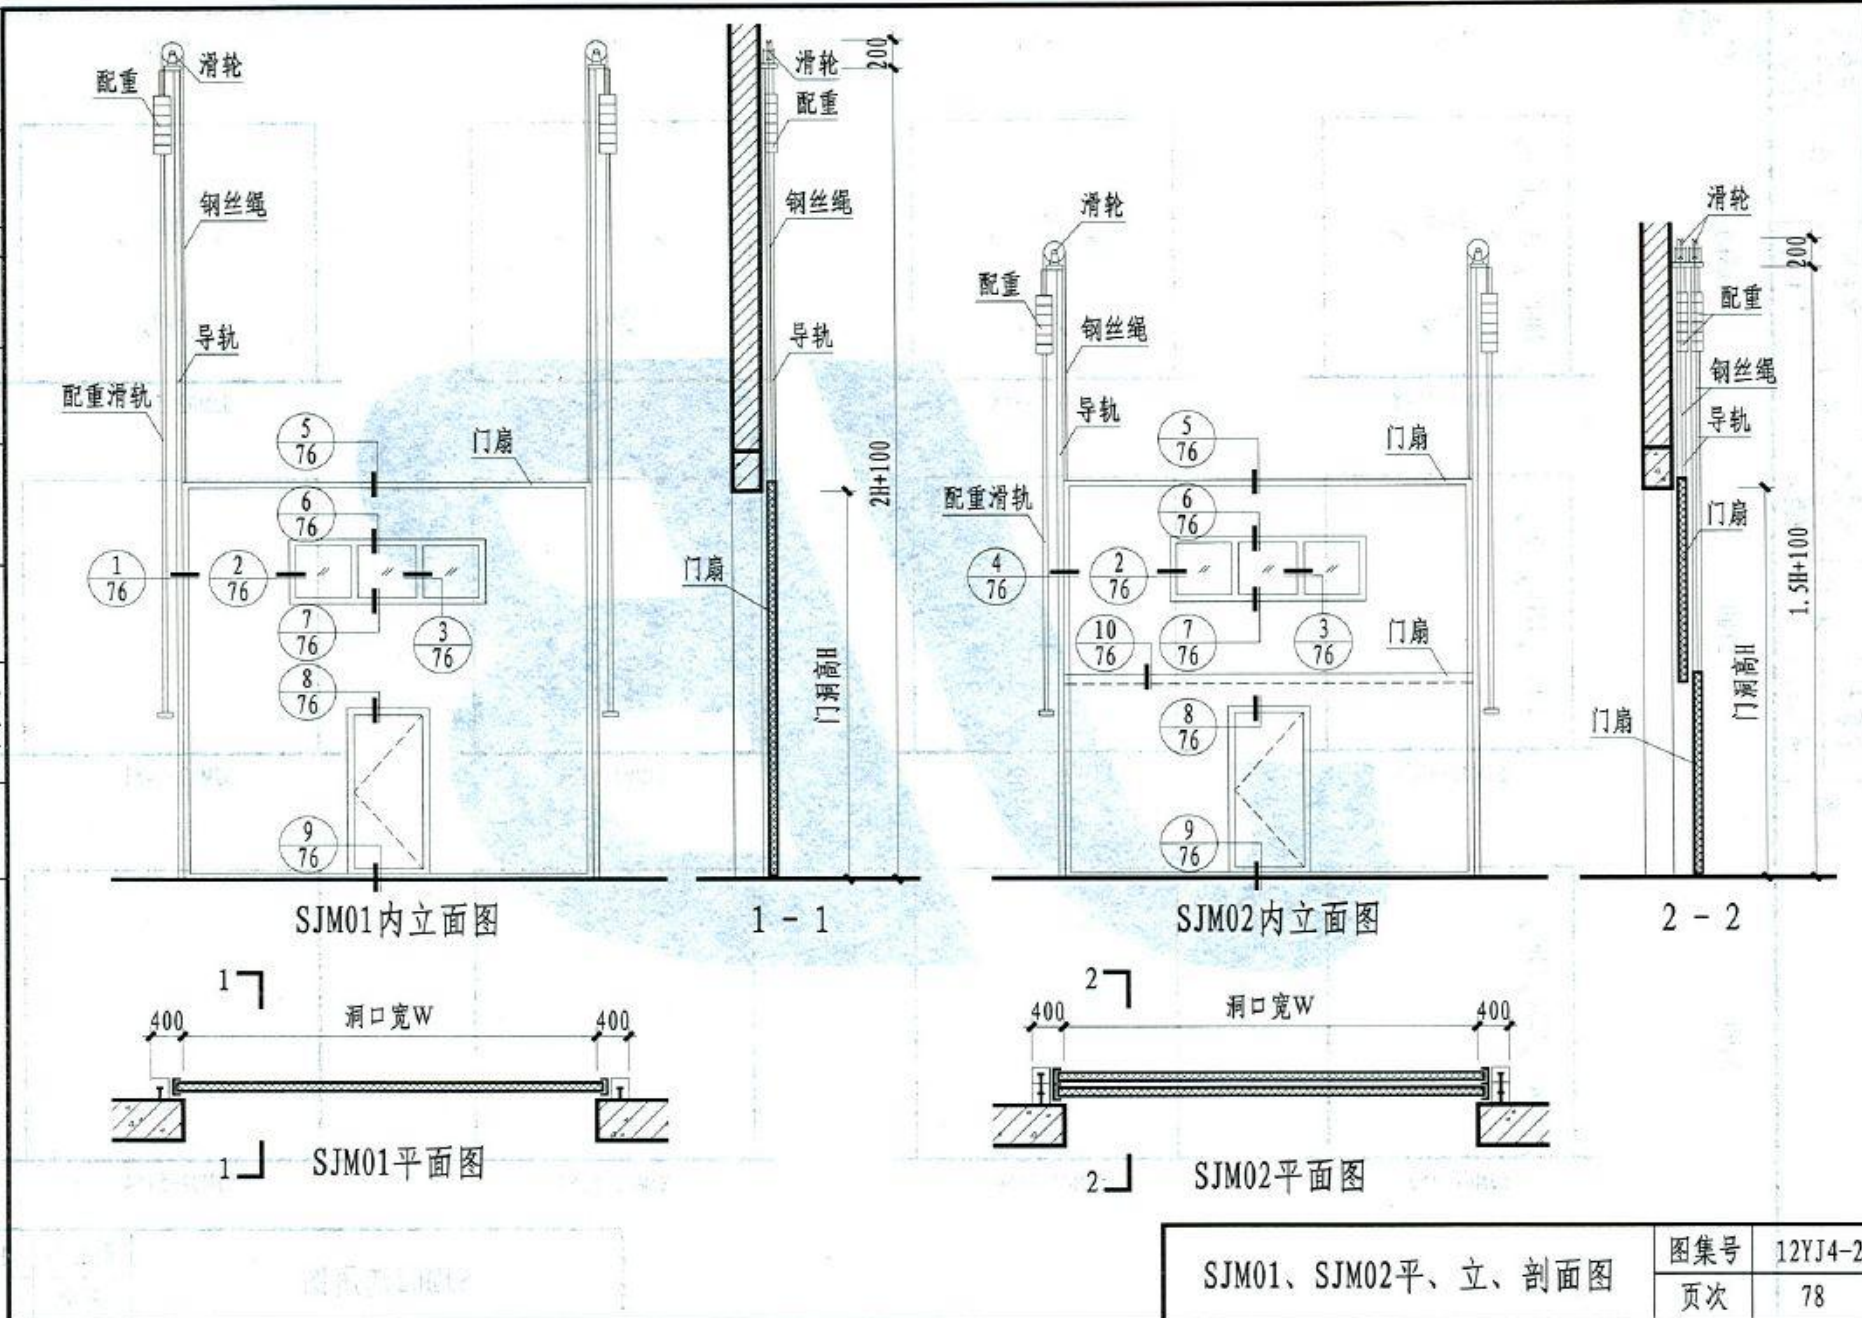 滑轮
配重
钢丝绳
导轨
配重滑轨
5
76
门扇
6
76
1
76
2
76
7
76
3
76
8
76
9
76
SJM01内立面图
滑轮
配重
钢丝绳
导轨
门扇
200
2H+100
门洞高H
1-1
滑轮
配重
钢丝绳
导轨
配重滑轨
5
76
门扇
6
76
4
76
2
76
10
76
7
76
3
76
门扇
8
76
9
76
SJM02内立面图
滑轮
200
配重
钢丝绳
导轨
门扇
1.5H+100
门洞高H
门扇
2-2
1
400
洞口宽W
400
1
SJM01平面图
2
400
洞口宽W
400
2
SJM02平面图
SJM01、SJM02平、立、剖面图
图集号
12YJ4-2
页次
78